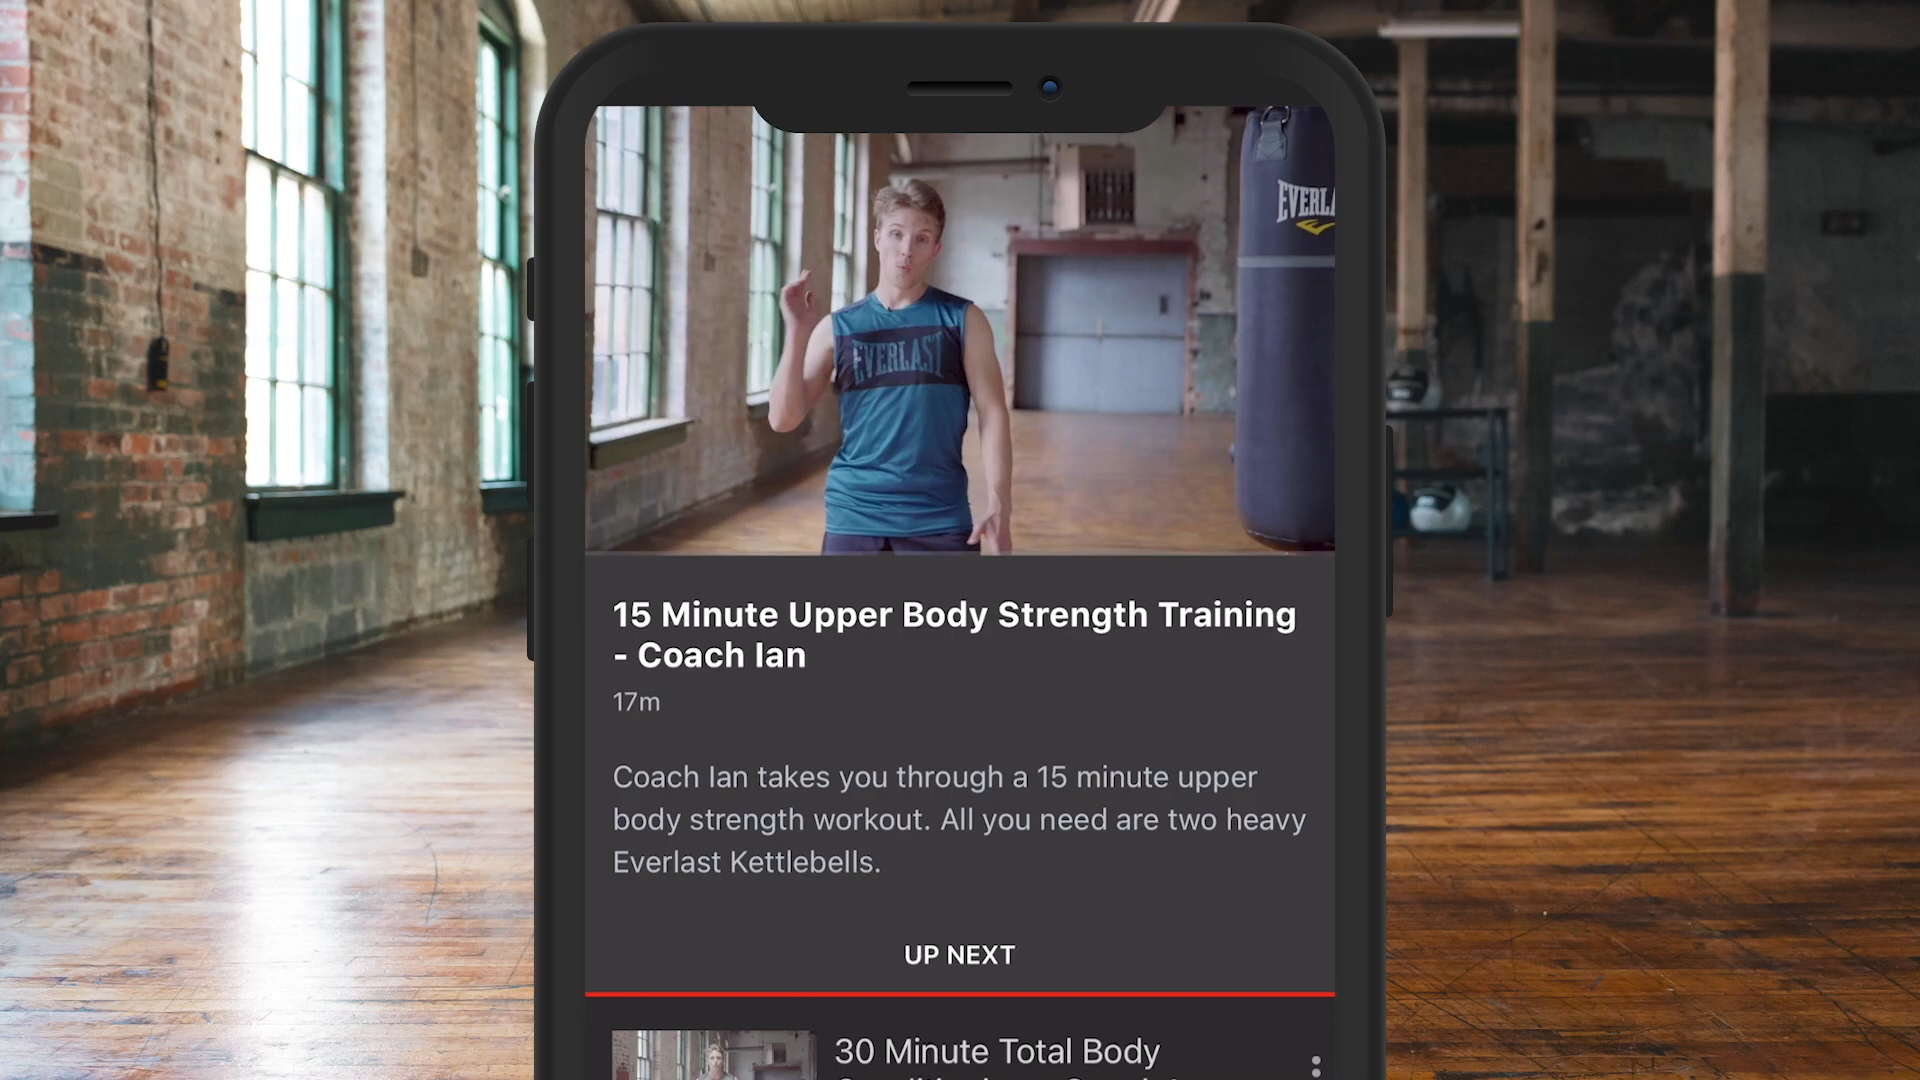 EVERLAST
15 Minute Upper Body Strength Training
- Coach Ian
17m
Coach Ian takes you through a 15 minute upper
body strength workout. All you need are two heavy
Everlast Kettlebells.
UP NEXT
30 Minute Total Body